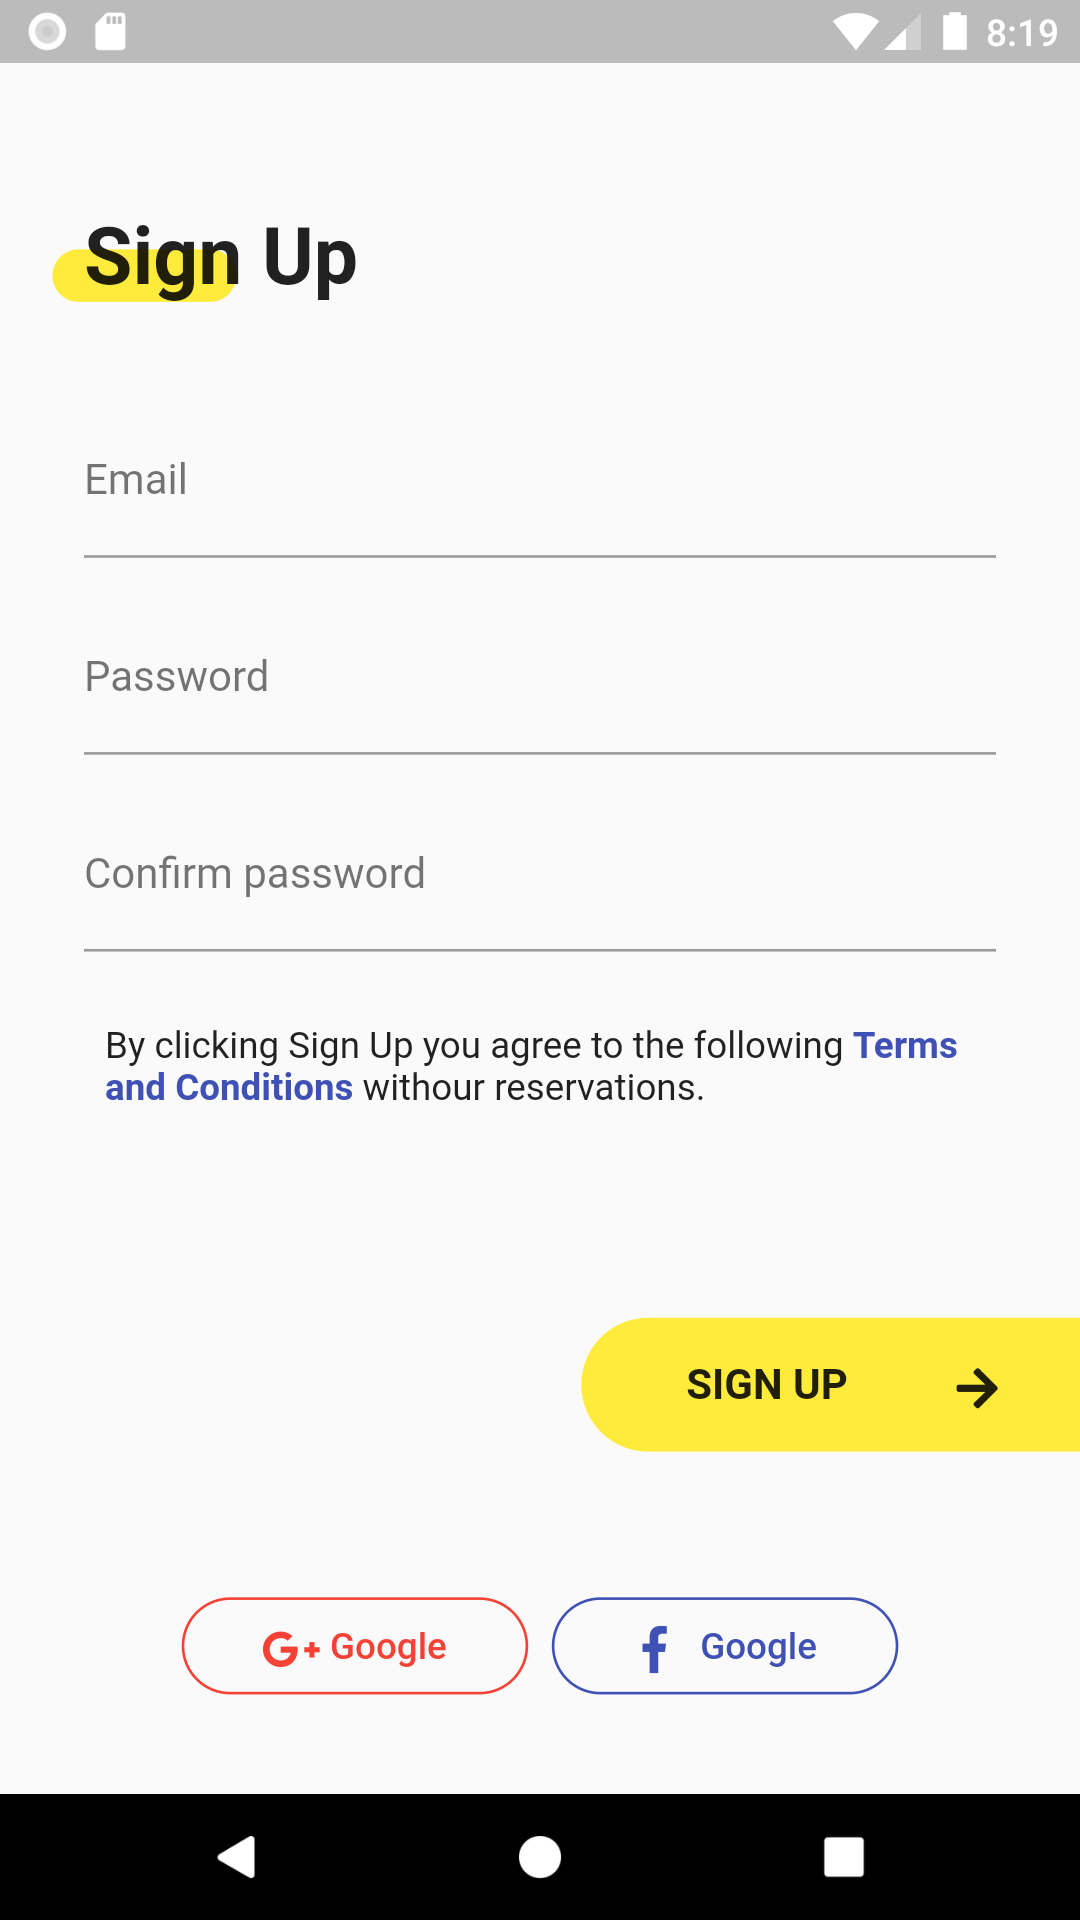 8:19
Sign Up
Email
Password
Confirm password
By clicking Sign Up you agree to the following Terms
and Conditions withour reservations.
SIGN UP
G+ Google
f Google